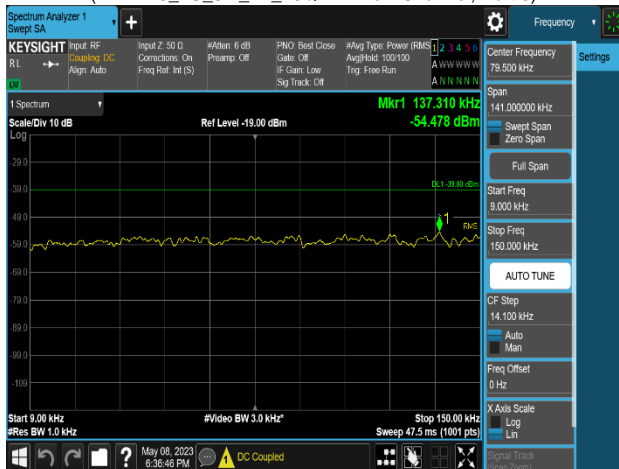 Spectrum Analyzer 1
Swept SA
+
Frequency
KEYSIGHT
Input: RF
Coupling: DC
Align: Auto
Input Z: 50 Ω
Corrections: On
Freq Ref: Int (S)
#Atten: 6 dB
Preamp: Off
PNO: Best Close
Gate: Off
IF Gain: Low
Sig Track: Off
#Avg Type: Power (RMS
Avg|Hold: 100/100
Trig: Free Run
1 2 3 4 5 6
A W W W W W
A N N N N N
RL
LXI
1 Spectrum
Scale/Div 10 dB
Log
Ref Level -19.00 dBm
Mkr1 137.310 kHz
-54.478 dBm
-29.0
-39.0
-49.0
-59.0
-69.0
-79.0
-89.0
-99.0
-109
DL1 -39.00 dBm
1
RMS
Start 9.00 kHz
#Video BW 3.0 kHz*
Stop 150.00 kHz
#Res BW 1.0 kHz
Sweep 47.5 ms (1001 pts)
Settings
Center Frequency
79.500 kHz
Span
141.000000 kHz
Swept Span
Zero Span
Full Span
Start Freq
9.000 kHz
Stop Freq
150.000 kHz
AUTO TUNE
CF Step
14.100 kHz
Auto
Man
Freq Offset
0 Hz
X Axis Scale
Log
Lin
Signal Track
(Span Zoom)
?
May 08, 2023
6:36:46 PM
DC Coupled